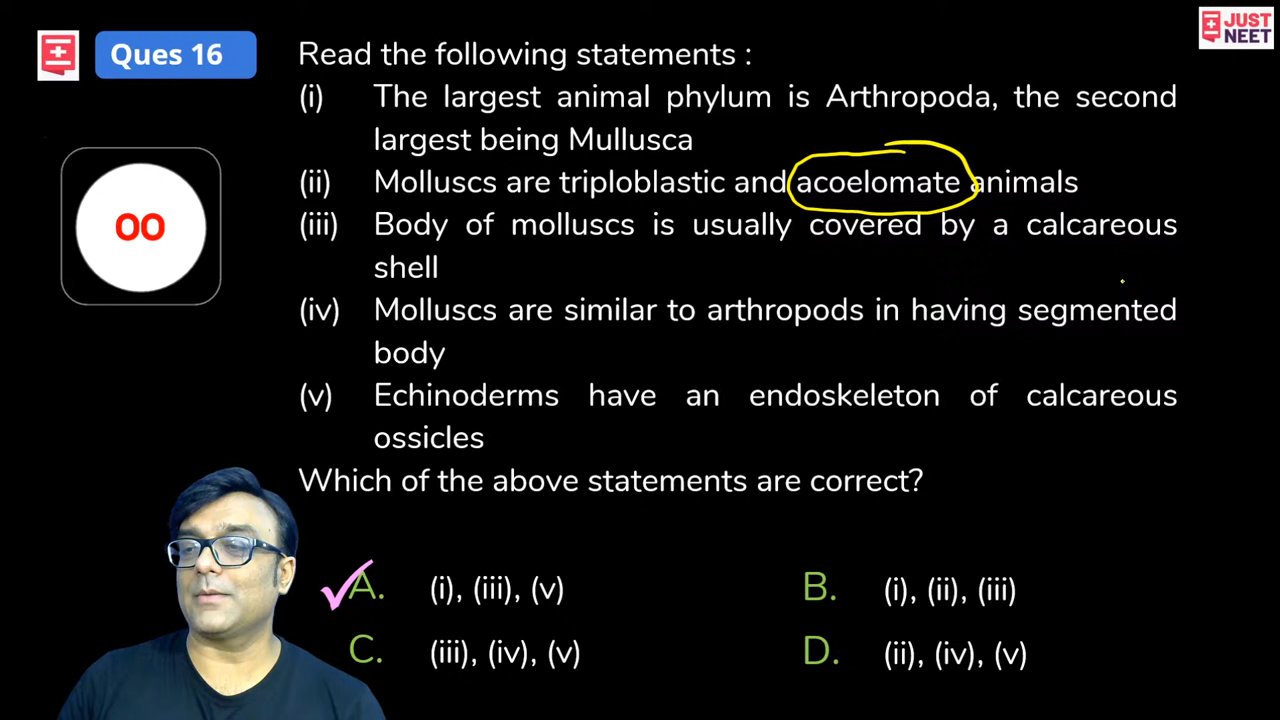 JUST
NEET
Ques 16
Read the following statements :
(i) The largest animal phylum is Arthropoda, the second
largest being Mullusca
(ii) Molluscs are triploblastic and acoelomate animals
(iii) Body of molluscs is usually covered by a calcareous
shell
(iv) Molluscs are similar to arthropods in having segmented
body
(v) Echinoderms have an endoskeleton of calcareous
ossicles
Which of the above statements are correct?
00
A. (i), (iii), (v)
B. (i), (ii), (iii)
C. (iii), (iv), (v)
D. (ii), (iv), (v)